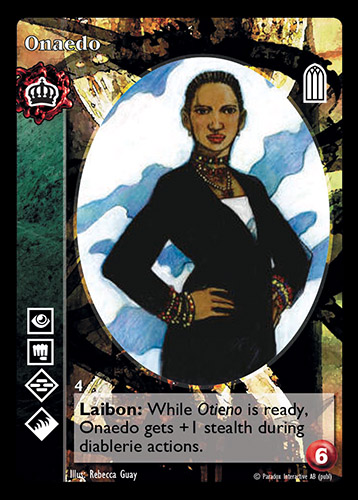 Onaedo
4
Laibon: While Otieno is ready,
Onaedo gets +1 stealth during
diablerie actions.
6
Illus: Rebecca Guay
© Paradox Interactive AB (publ)